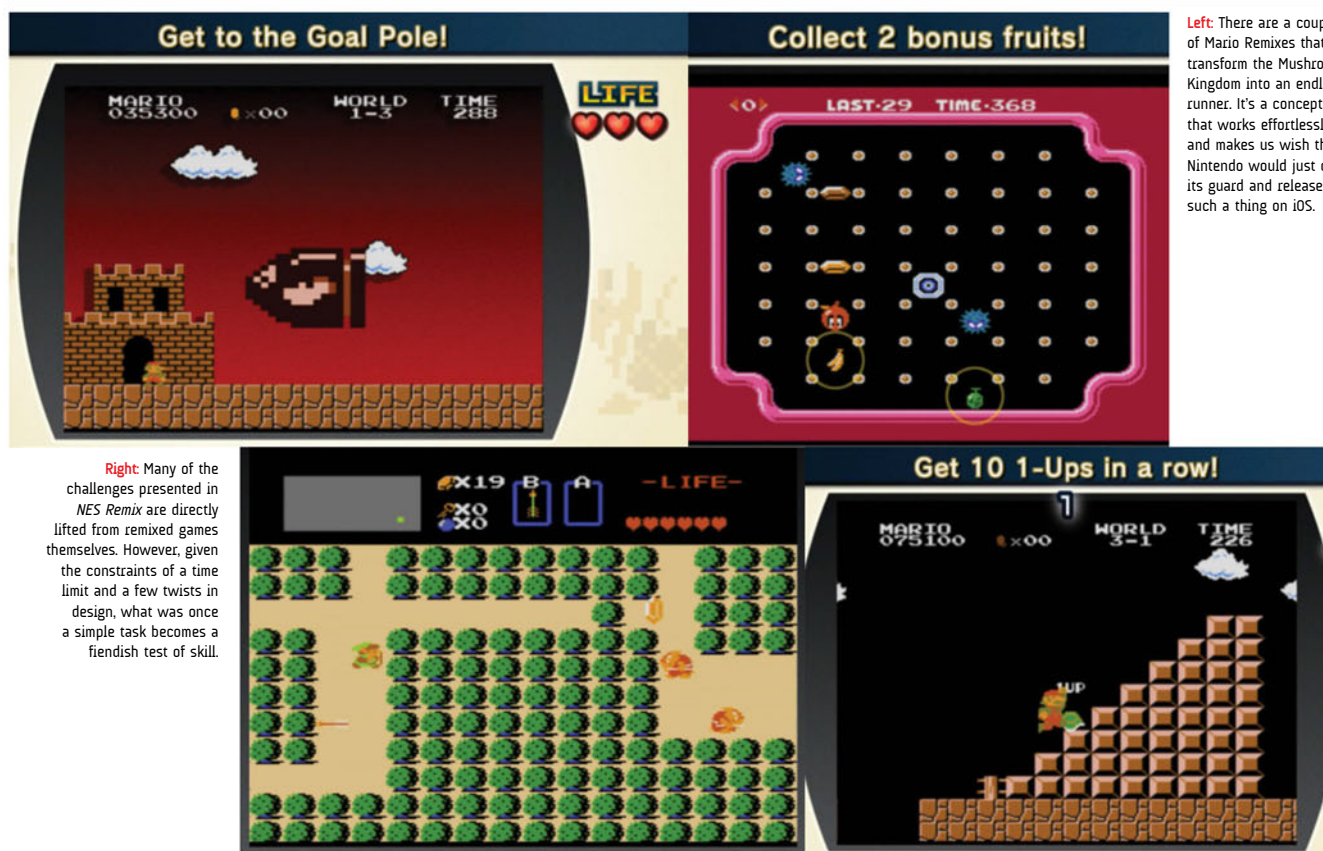 Get to the Goal Pole!
MARIO WORLD TIME
035300 ×00 1-3 288
LIFE
Collect 2 bonus fruits!
<0> LAST·29 TIME·368
Left: There are a coup
of Mario Remixes that
transform the Mushro
Kingdom into an endl
runner. It's a concept
that works effortlessl
and makes us wish th
Nintendo would just
its guard and release
such a thing on iOS.
Right: Many of the
challenges presented in
NES Remix are directly
lifted from remixed games
themselves. However, given
the constraints of a time
limit and a few twists in
design, what was once
a simple task becomes a
fiendish test of skill.
X19 B A -LIFE-
X0
X0
Get 10 1-Ups in a row!
1
MARIO WORLD TIME
075100 ×00 3-1 226
1UP